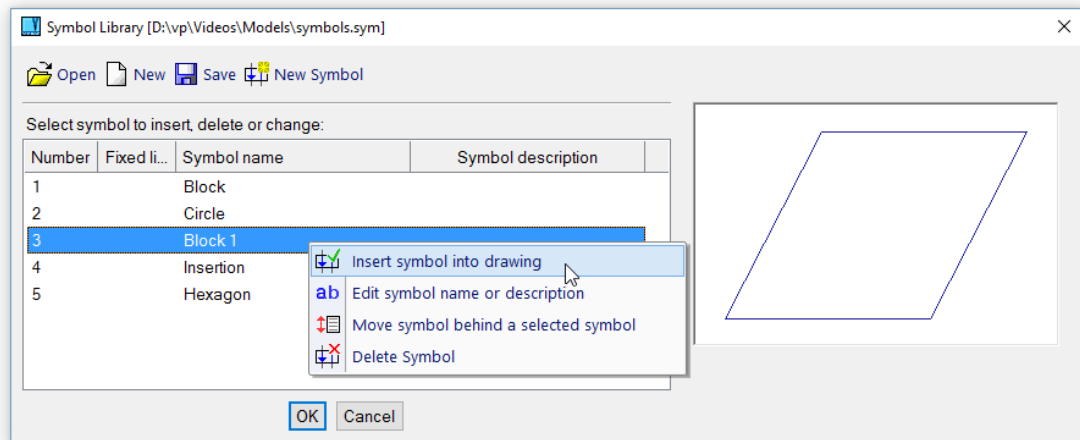 Symbol Library [D:\vp\Videos\Models\symbols.sym]
Open New Save New Symbol
Select symbol to insert, delete or change:
Number Fixed li... Symbol name Symbol description
1 Block
2 Circle
3 Block 1
4 Insertion
5 Hexagon
Insert symbol into drawing
ab Edit symbol name or description
Move symbol behind a selected symbol
Delete Symbol
OK Cancel